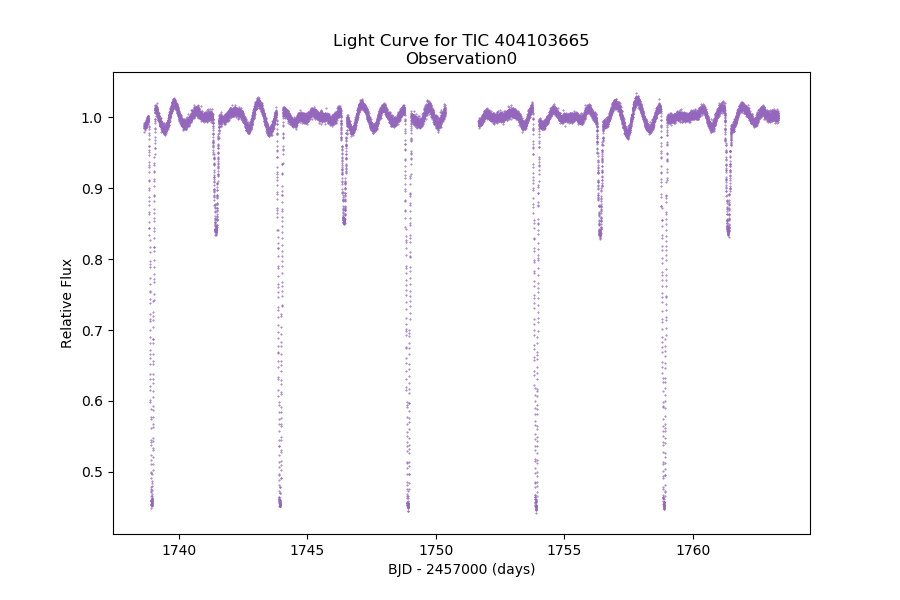 Light Curve for TIC 404103665
Observation0
1.0
0.9
0.8
0.7
0.6
0.5
Relative Flux
1740
1745
1750
1755
1760
BJD - 2457000 (days)